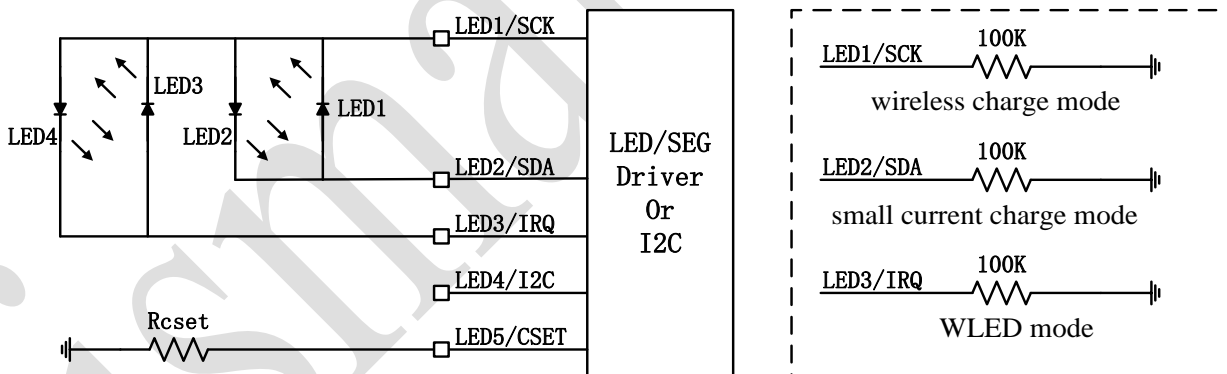 LED1/SCK
LED3
LED1
LED4
LED2
LED2/SDA
LED3/IRQ
LED4/I2C
Rcset
LED5/CSET
LED/SEG
Driver
Or
I2C
LED1/SCK 100K
wireless charge mode
LED2/SDA 100K
small current charge mode
LED3/IRQ 100K
WLED mode